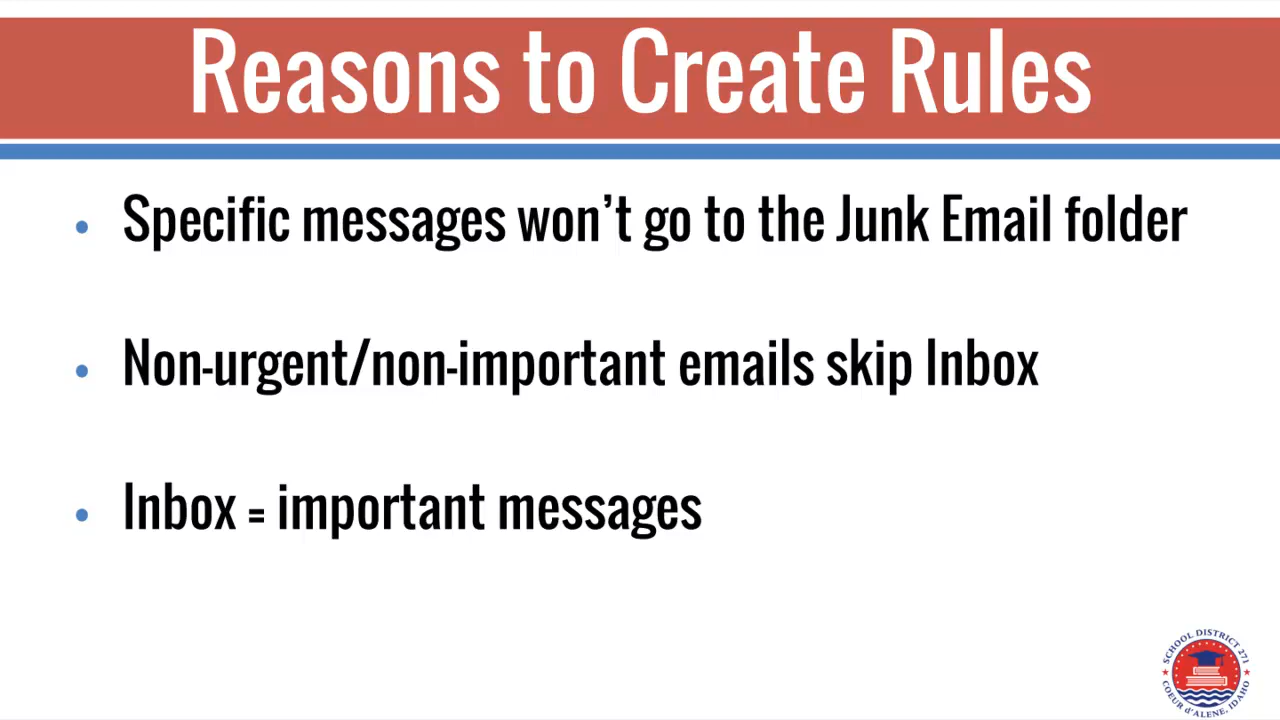 Reasons to Create Rules
• Specific messages won’t go to the Junk Email folder
• Non-urgent/non-important emails skip Inbox
• Inbox = important messages
SCHOOL DISTRICT 271
COEUR d'ALENE, IDAHO